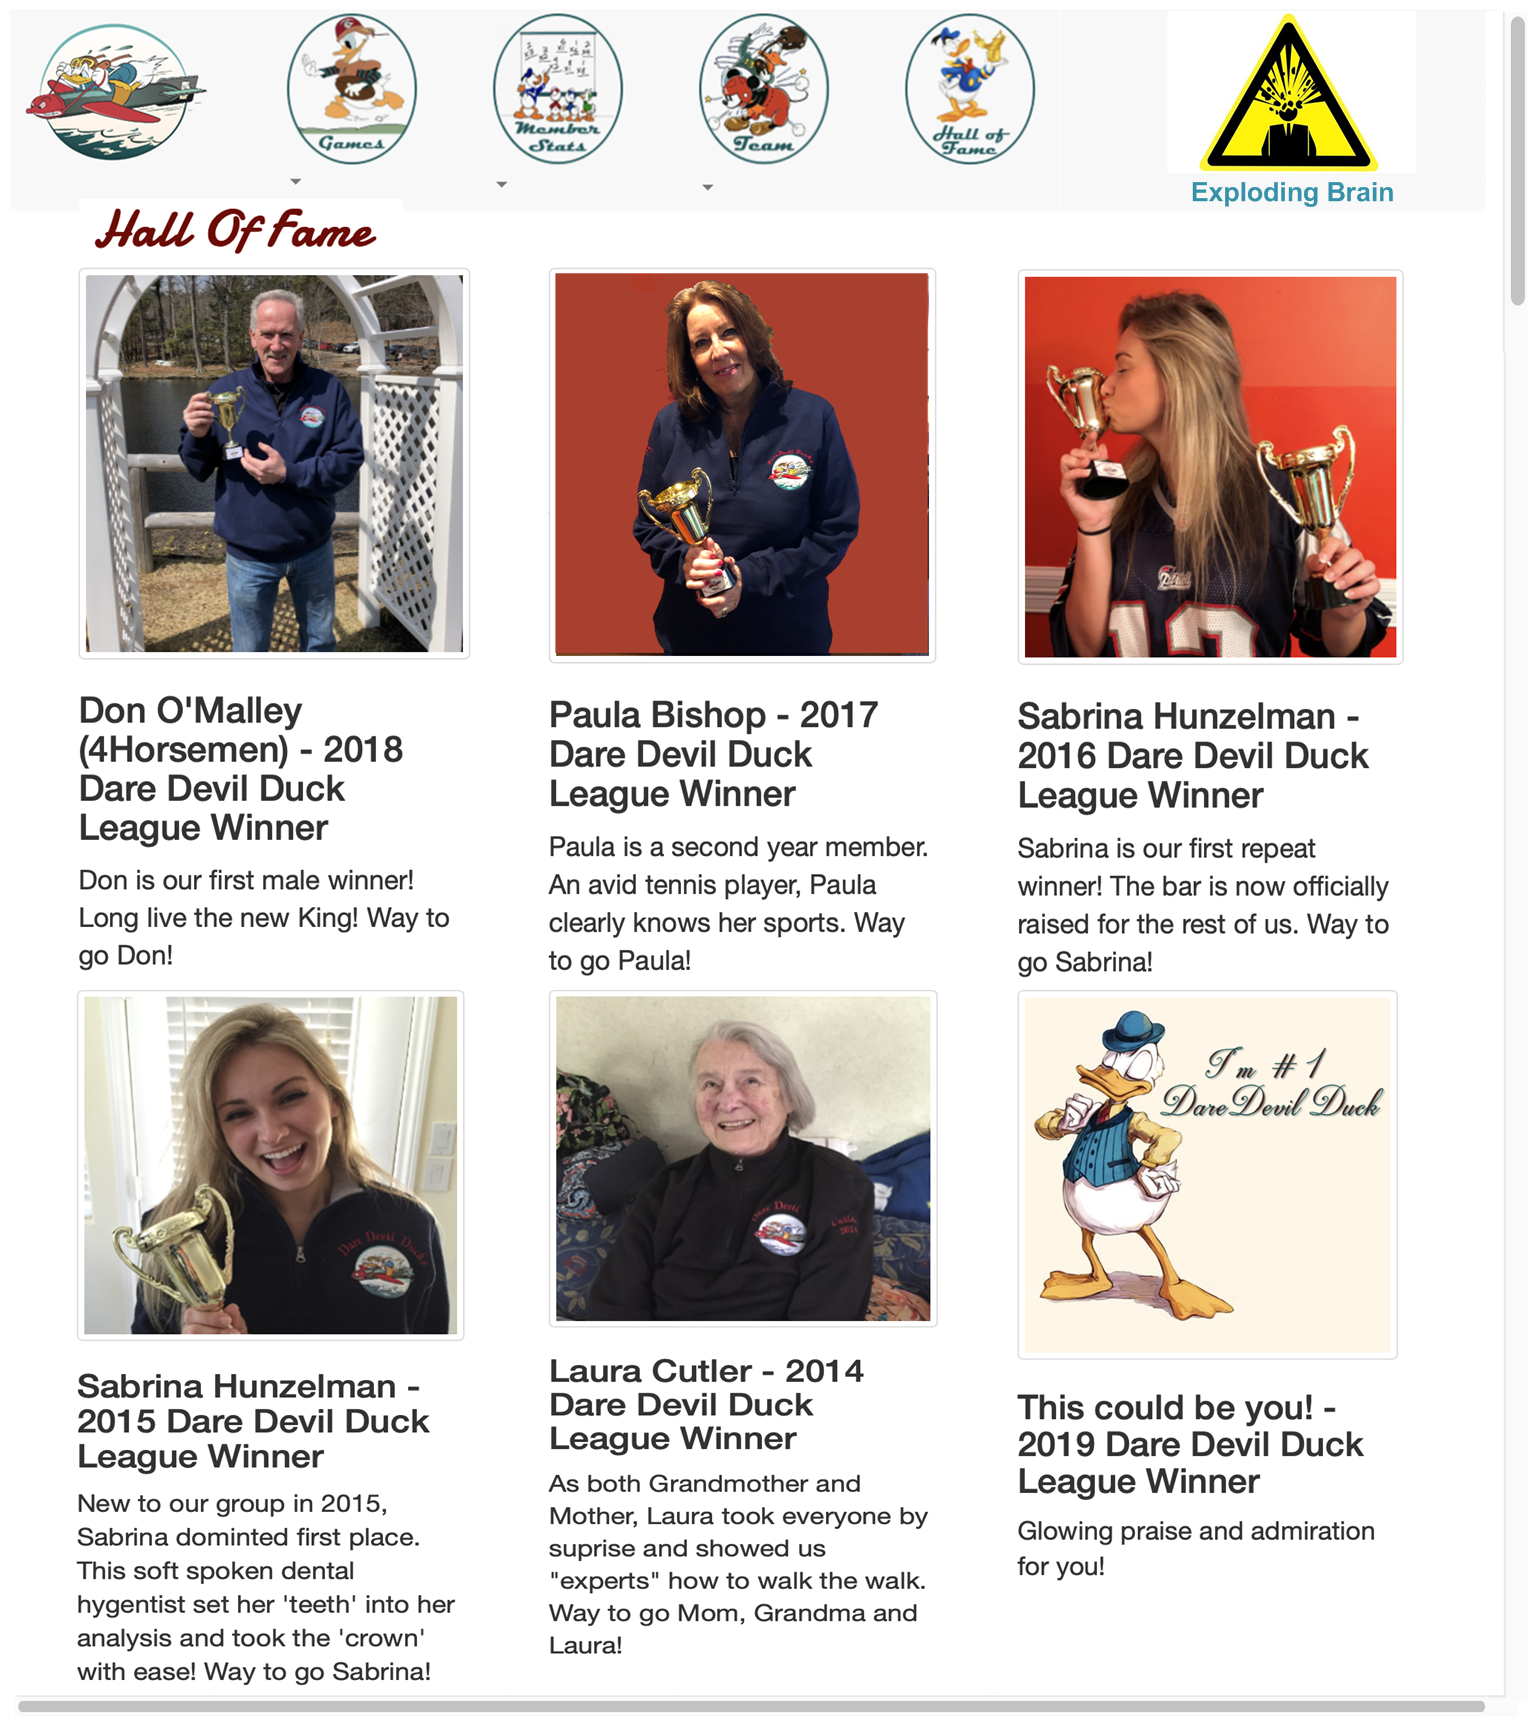 Games
Member
Stats
Team
Hall of
Fame
Exploding Brain
Hall Of Fame
Don O'Malley
(4Horsemen) - 2018
Dare Devil Duck
League Winner
Don is our first male winner!
Long live the new King! Way to
go Don!
Paula Bishop - 2017
Dare Devil Duck
League Winner
Paula is a second year member.
An avid tennis player, Paula
clearly knows her sports. Way
to go Paula!
Sabrina Hunzelman -
2016 Dare Devil Duck
League Winner
Sabrina is our first repeat
winner! The bar is now officially
raised for the rest of us. Way to
go Sabrina!
Dare Devil Ducks
Dare Devil
Cutler
2014
I'm #1
Dare Devil Duck
Sabrina Hunzelman -
2015 Dare Devil Duck
League Winner
New to our group in 2015,
Sabrina dominted first place.
This soft spoken dental
hygentist set her 'teeth' into her
analysis and took the 'crown'
with ease! Way to go Sabrina!
Laura Cutler - 2014
Dare Devil Duck
League Winner
As both Grandmother and
Mother, Laura took everyone by
suprise and showed us
"experts" how to walk the walk.
Way to go Mom, Grandma and
Laura!
This could be you! -
2019 Dare Devil Duck
League Winner
Glowing praise and admiration
for you!